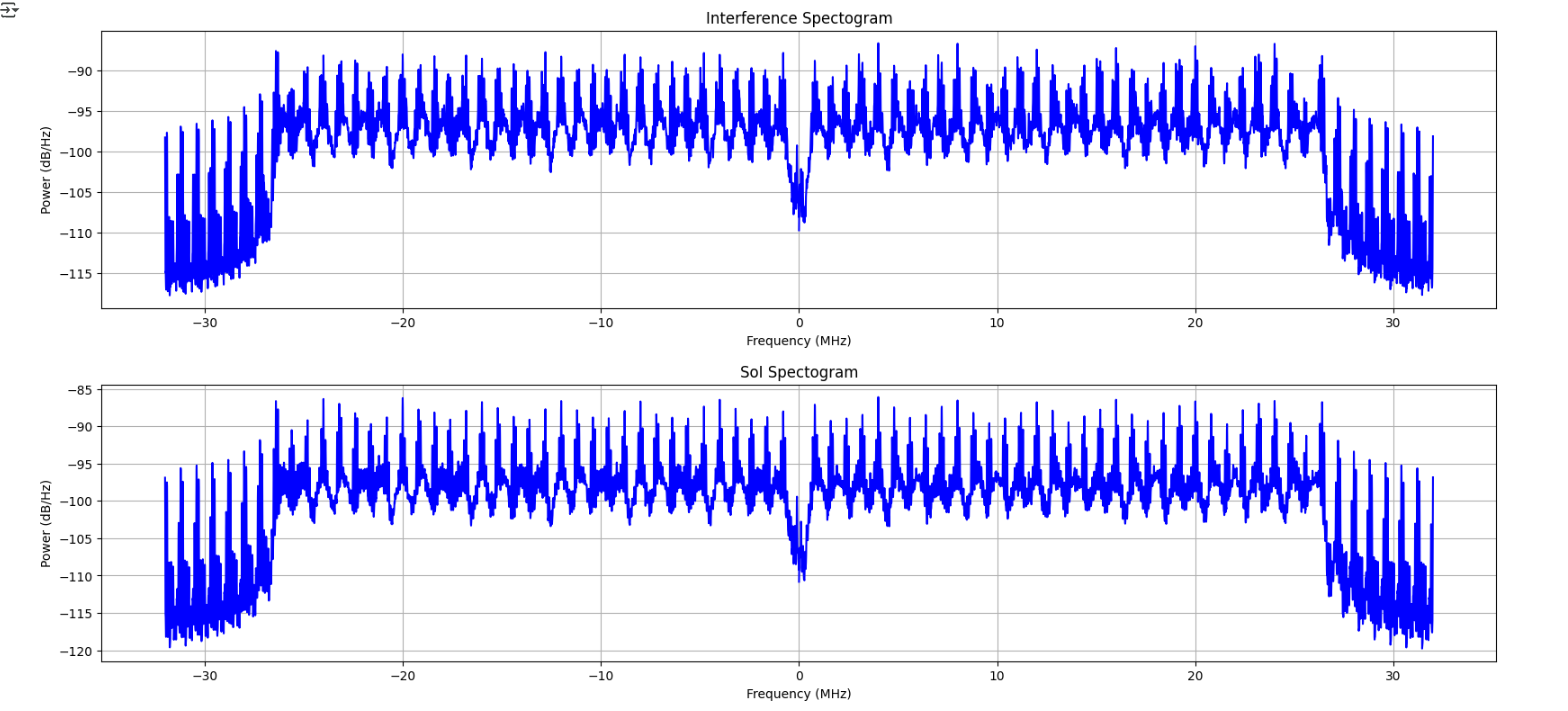 Interference Spectogram
−90
−95
−100
−105
−110
−115
Power (dB/Hz)
−30 −20 −10 0 10 20 30
Frequency (MHz)
SoI Spectogram
−85
−90
−95
−100
−105
−110
−115
−120
Power (dB/Hz)
−30 −20 −10 0 10 20 30
Frequency (MHz)